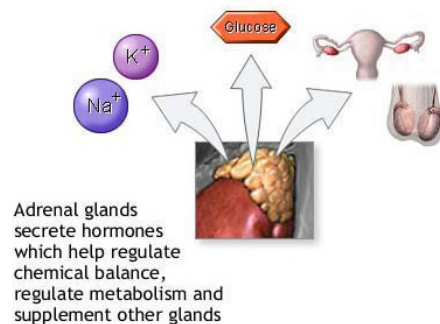 Glucose
K+
Na+
Adrenal glands
secrete hormones
which help regulate
chemical balance,
regulate metabolism and
supplement other glands